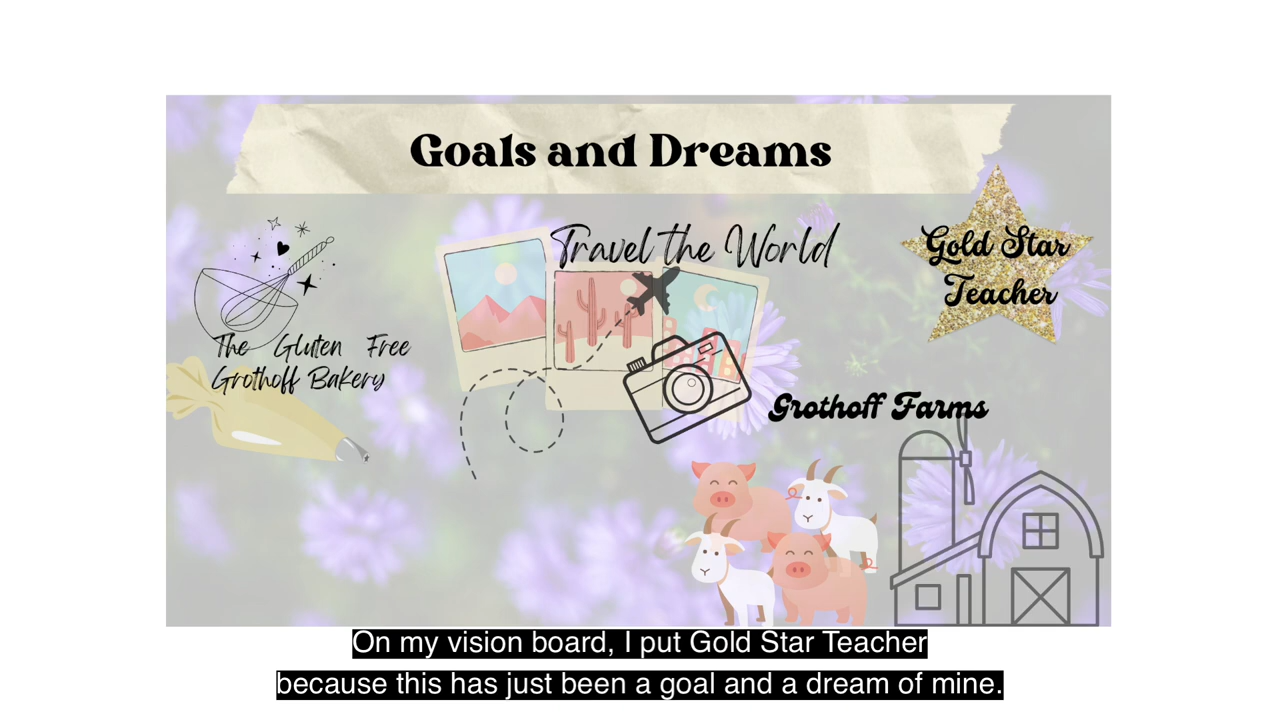 Goals and Dreams
Travel the World
Gold Star
Teacher
The Gluten Free
Grothoff Bakery
Grothoff Farms
On my vision board, I put Gold Star Teacher
because this has just been a goal and a dream of mine.